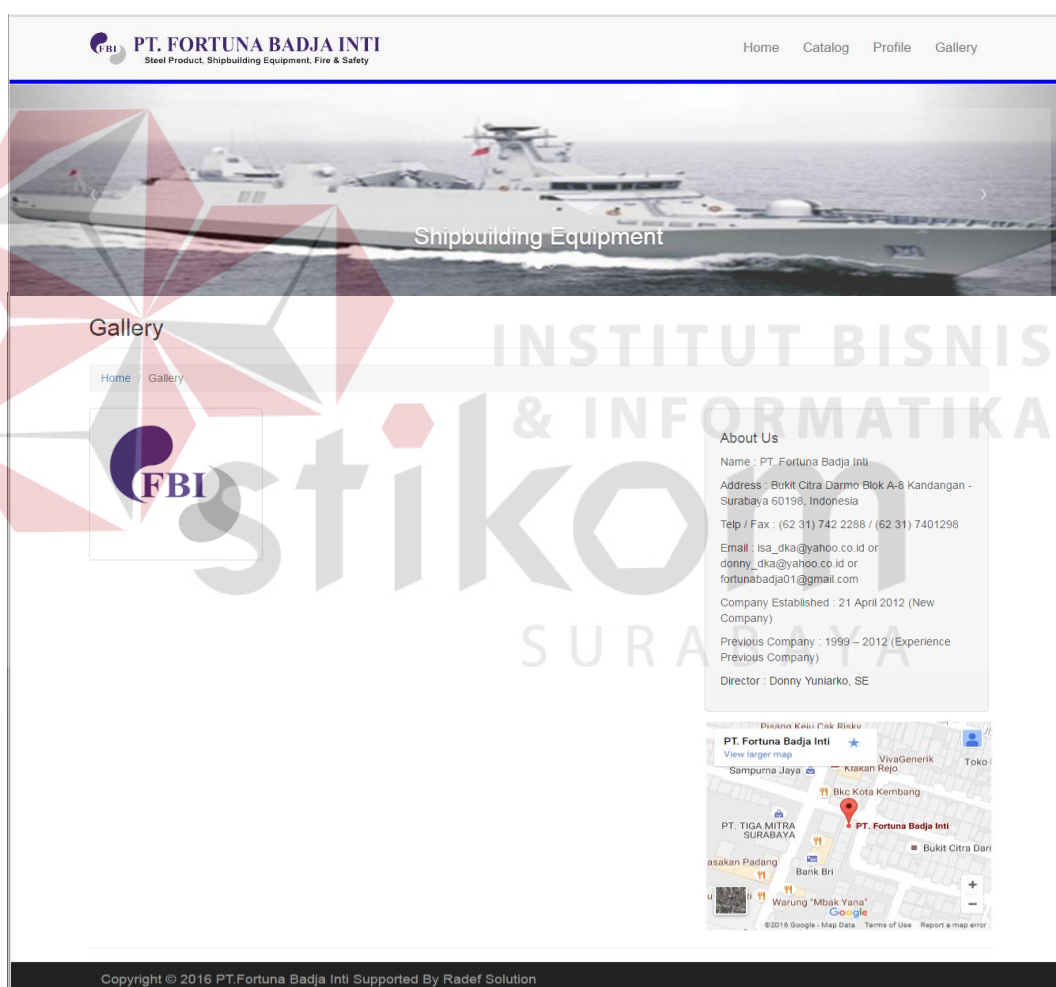 FBI PT. FORTUNA BADJA INTI
Steel Product, Shipbuilding Equipment, Fire & Safety
Home Catalog Profile Gallery
Shipbuilding Equipment
Gallery
INSTITUT BISNIS
Home / Gallery
& INFORMATIKA
FBI
stikom
SURABAYA
About Us
Name : PT. Fortuna Badja Inti
Address : Bukit Citra Darmo Blok A-8 Kandangan -
Surabaya 60198, Indonesia
Telp / Fax : (62 31) 742 2288 / (62 31) 7401298
Email : isa_dka@yahoo.co.id or
donny_dka@yahoo.co.id or
fortunabadja01@gmail.com
Company Established : 21 April 2012 (New
Company)
Previous Company : 1999 – 2012 (Experience
Previous Company)
Director : Donny Yuniarko, SE
Pisang Keju Cak Risky
PT. Fortuna Badja Inti
View larger map
VivaGenerik
Toko
Sampurna Jaya
Klakah Rejo
Bkc Kota Kembang
PT. TIGA MITRA
SURABAYA
PT. Fortuna Badja Inti
Bukit Citra Darm
asakan Padang
Bank Bri
Warung "Mbak Yana"
Google
©2016 Google - Map Data Terms of Use Report a map error
Copyright © 2016 PT.Fortuna Badja Inti Supported By Radef Solution